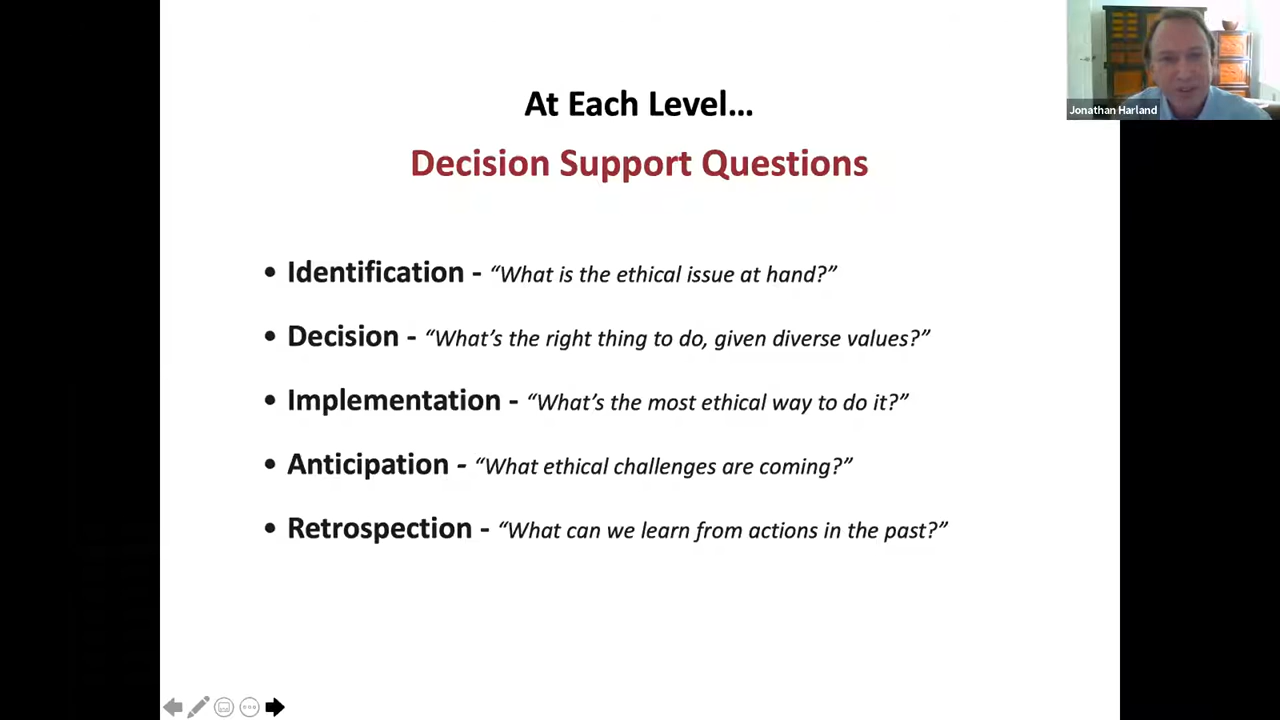 Jonathan Harland
At Each Level...
Decision Support Questions
• Identification - “What is the ethical issue at hand?”
• Decision - “What’s the right thing to do, given diverse values?”
• Implementation - “What’s the most ethical way to do it?”
• Anticipation - “What ethical challenges are coming?”
• Retrospection - “What can we learn from actions in the past?”